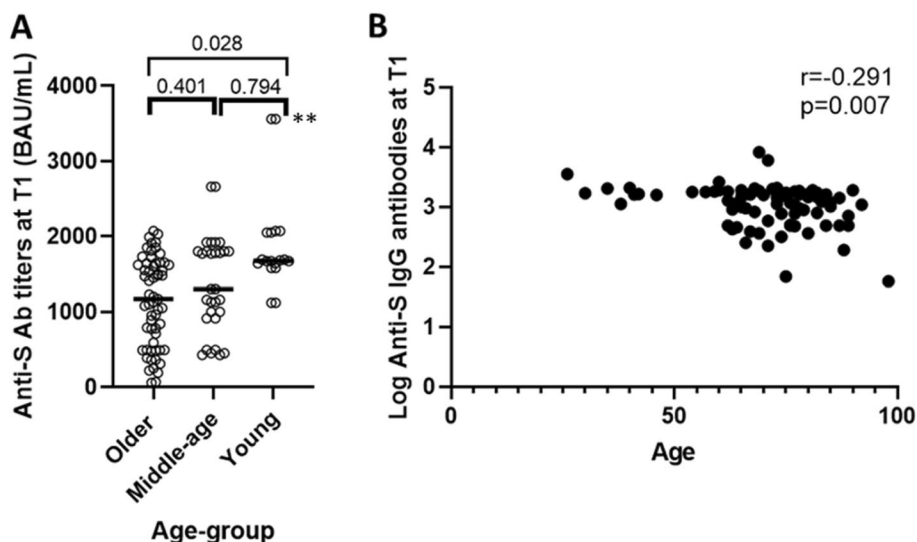 A
0.028
0.401
0.794
**
Anti-S Ab titers at T1 (BAU/mL)
4000
3000
2000
1000
0
Older
Middle-age
Young
Age-group
B
r=-0.291
p=0.007
Log Anti-S IgG antibodies at T1
5
4
3
2
1
0
0
50
100
Age